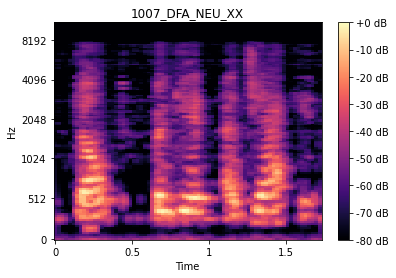 1007_DFA_NEU_XX
+0 dB
8192
-10 dB
4096
-20 dB
-30 dB
2048
Hz
-40 dB
1024
-50 dB
512
-60 dB
-70 dB
0
-80 dB
0
0.5
1
1.5
Time